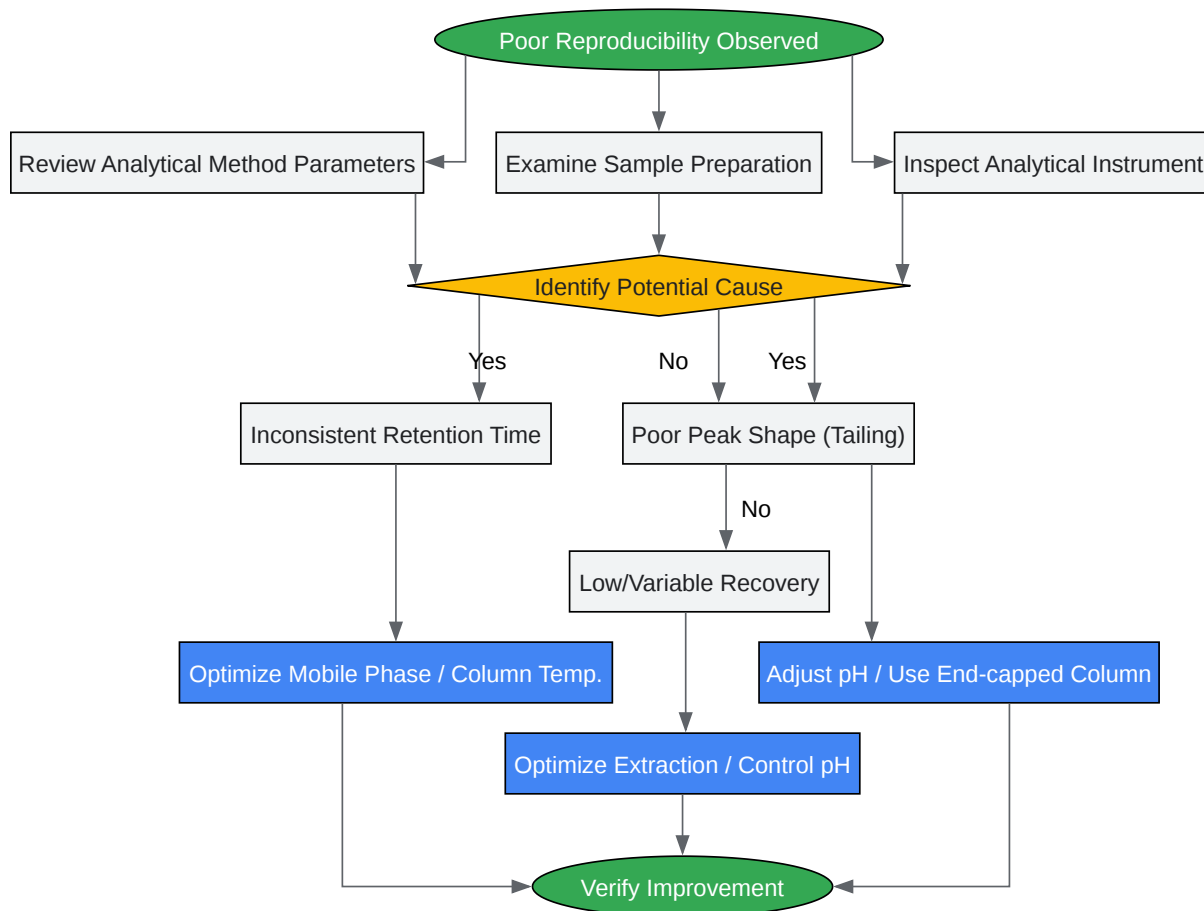 Poor Reproducibility Observed
Review Analytical Method Parameters
Examine Sample Preparation
Inspect Analytical Instrument
Identify Potential Cause
Yes
No
Yes
Inconsistent Retention Time
Poor Peak Shape (Tailing)
No
Low/Variable Recovery
Optimize Mobile Phase / Column Temp.
Adjust pH / Use End-capped Column
Optimize Extraction / Control pH
Verify Improvement